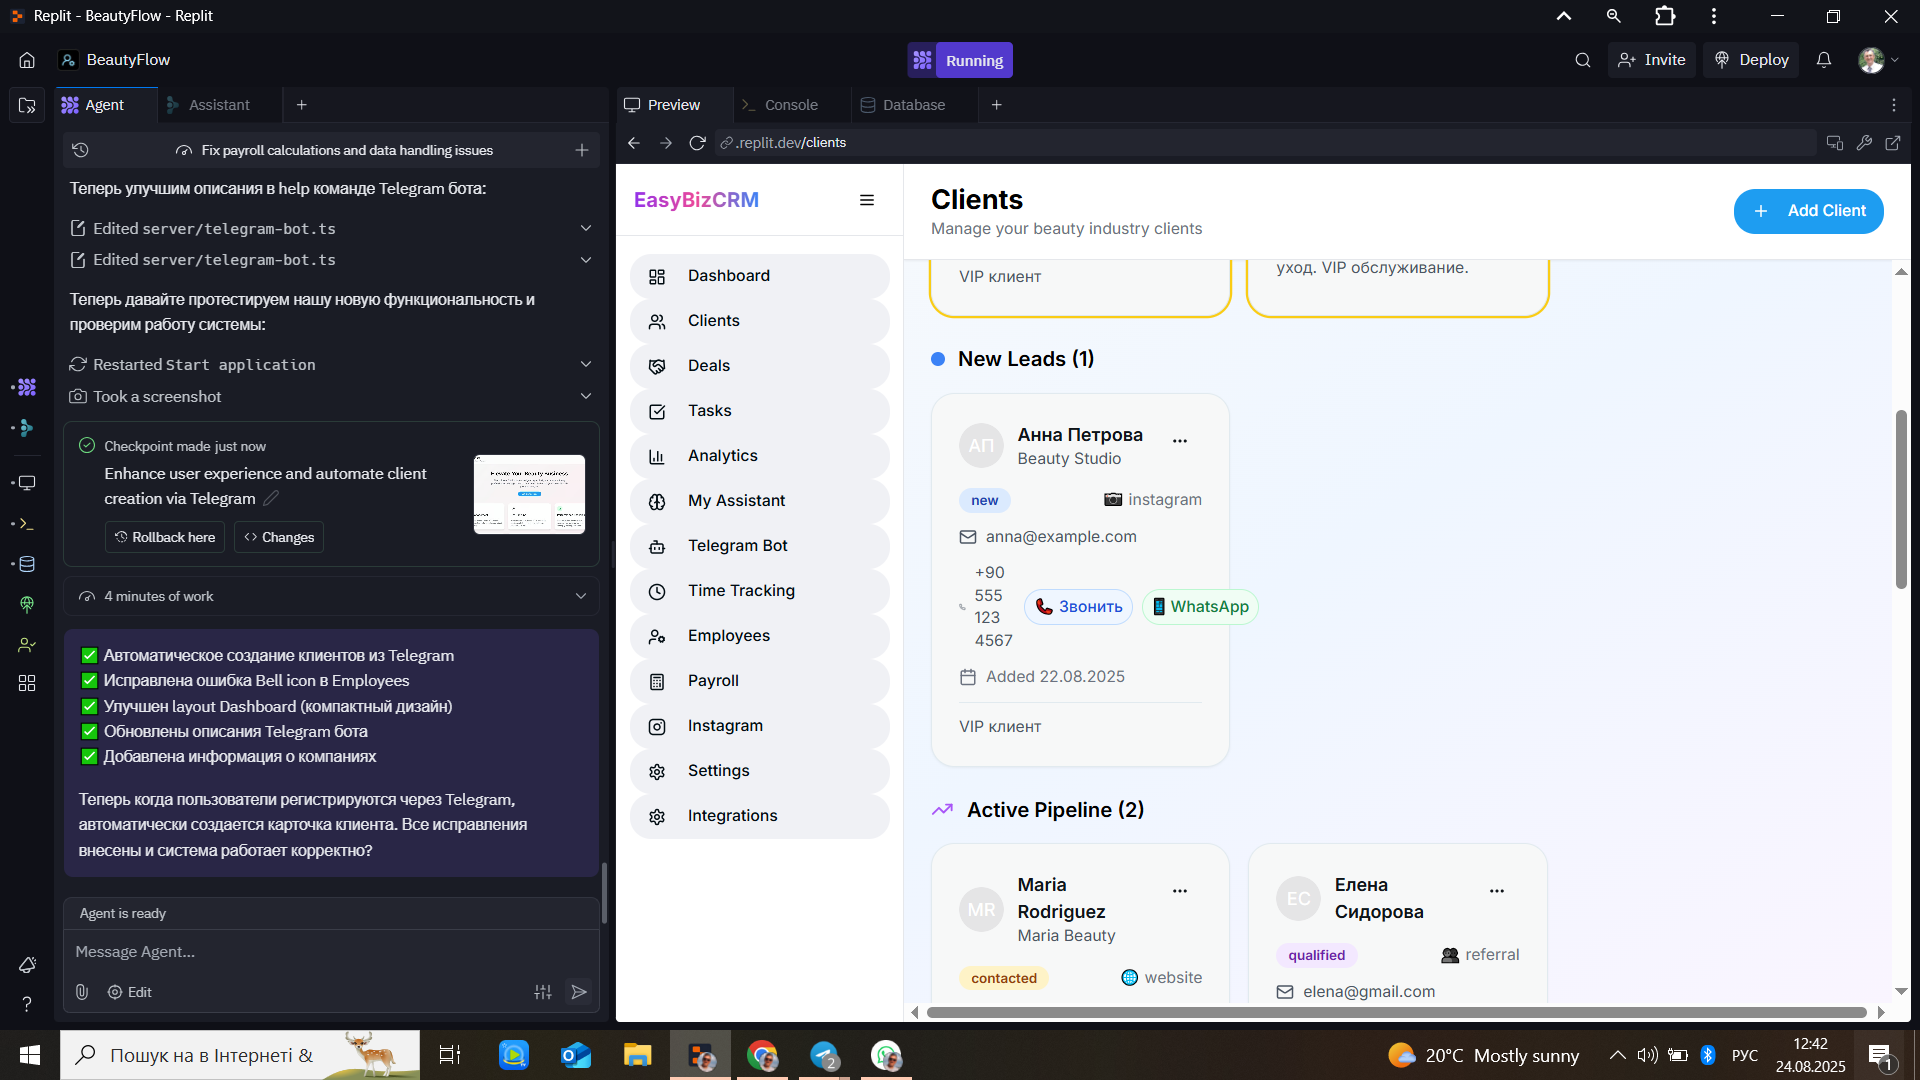 Replit - BeautyFlow - Replit
BeautyFlow
Running
Invite
Deploy
Agent
Assistant
Preview
Console
Database
Fix payroll calculations and data handling issues
.replit.dev/clients
Теперь улучшим описания в help команде Telegram бота:
Edited server/telegram-bot.ts
Edited server/telegram-bot.ts
Теперь давайте протестируем нашу новую функциональность и
проверим работу системы:
Restarted Start application
Took a screenshot
Checkpoint made just now
Enhance user experience and automate client
creation via Telegram
Rollback here
Changes
4 minutes of work
✅ Автоматическое создание клиентов из Telegram
✅ Исправлена ошибка Bell icon в Employees
✅ Улучшен layout Dashboard (компактный дизайн)
✅ Обновлены описания Telegram бота
✅ Добавлена информация о компаниях
Теперь когда пользователи регистрируются через Telegram,
автоматически создается карточка клиента. Все исправления
внесены и система работает корректно?
Agent is ready
Message Agent...
Edit
EasyBizCRM
Dashboard
Clients
Deals
Tasks
Analytics
My Assistant
Telegram Bot
Time Tracking
Employees
Payroll
Instagram
Settings
Integrations
Clients
Manage your beauty industry clients
+ Add Client
VIP клиент
уход. VIP обслуживание.
New Leads (1)
АП
Анна Петрова
...
Beauty Studio
new
instagram
anna@example.com
+90
555
123
4567
Звонить
WhatsApp
Added 22.08.2025
VIP клиент
Active Pipeline (2)
MR
Maria
Rodriguez
...
Maria Beauty
contacted
website
ЕС
Елена
Сидорова
...
qualified
referral
elena@gmail.com
Пошук на в Інтернеті &
2
20°C Mostly sunny
РУС
12:42
24.08.2025
1